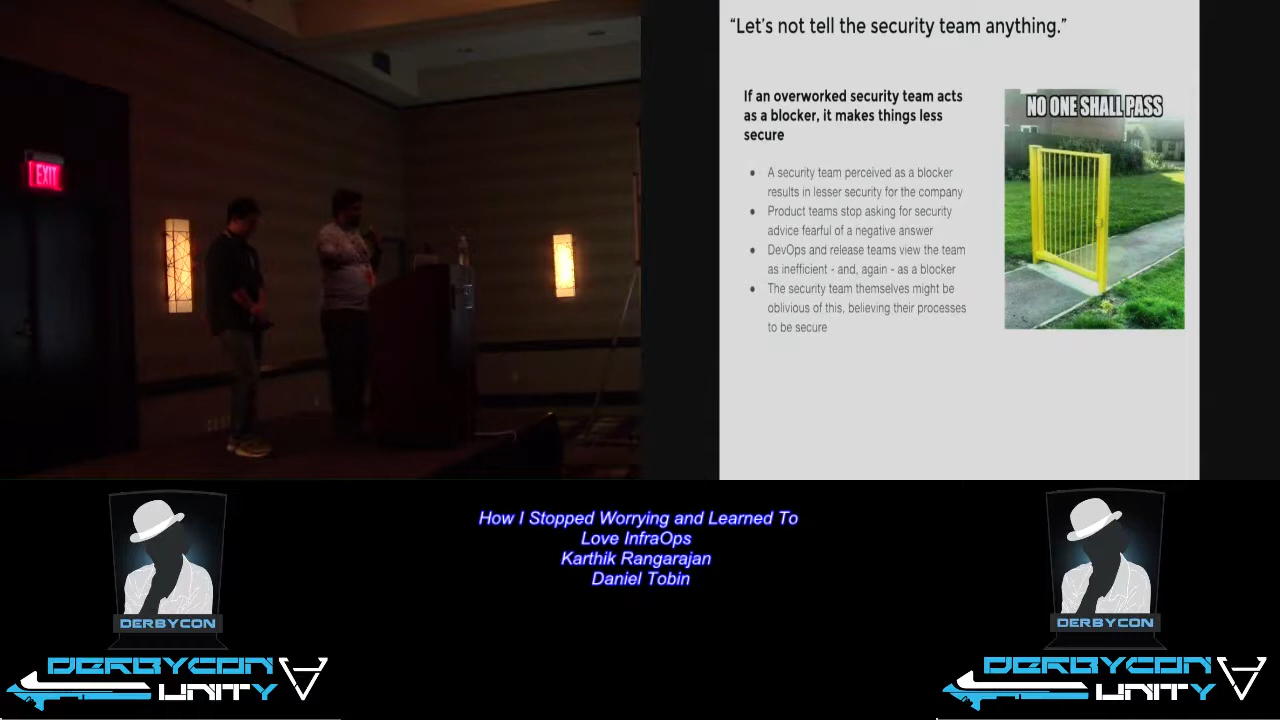 "Let's not tell the security team anything."
If an overworked security team acts
as a blocker, it makes things less
secure
NO ONE SHALL PASS
● A security team perceived as a blocker
results in lesser security for the company
● Product teams stop asking for security
advice fearful of a negative answer
● DevOps and release teams view the team
as inefficient - and, again - as a blocker
● The security team themselves might be
oblivious of this, believing their processes
to be secure
EXIT
How I Stopped Worrying and Learned To
Love InfraOps
Karthik Rangarajan
Daniel Tobin
DERBYCON
DERBYCON
UNITY
DERBYCON
DERBYCON
UNITY